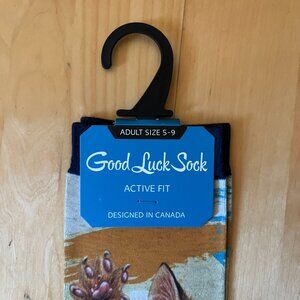 ADULT SIZE 5-9
Good Luck Sock
ACTIVE FIT
DESIGNED IN CANADA